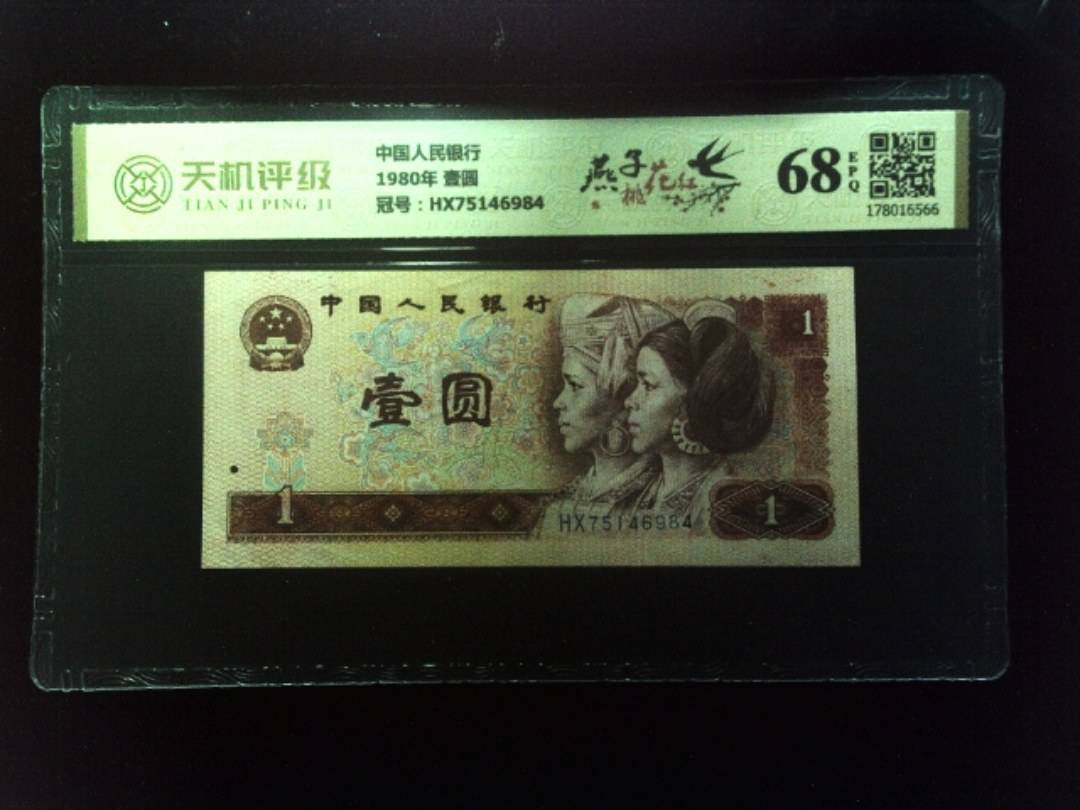 天机评级
TIAN JI PING JI
中国人民银行
1980年 壹圆
冠号：HX75146984
燕子
桃花红
68
EPQ
178016566
中国人民银行
1
壹圆
1
HX75146984
1